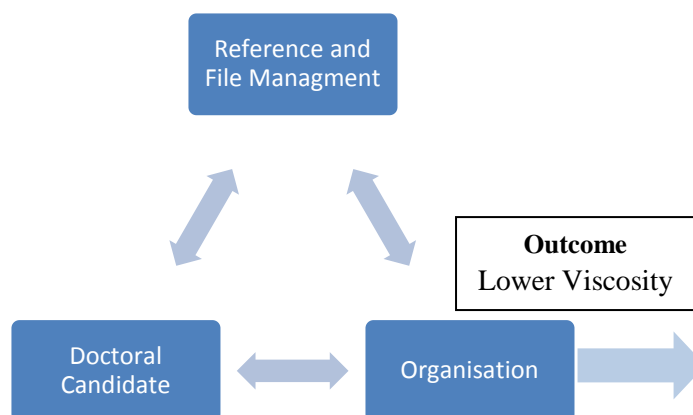 Reference and
File Managment
Outcome
Lower Viscosity
Doctoral
Candidate
Organisation